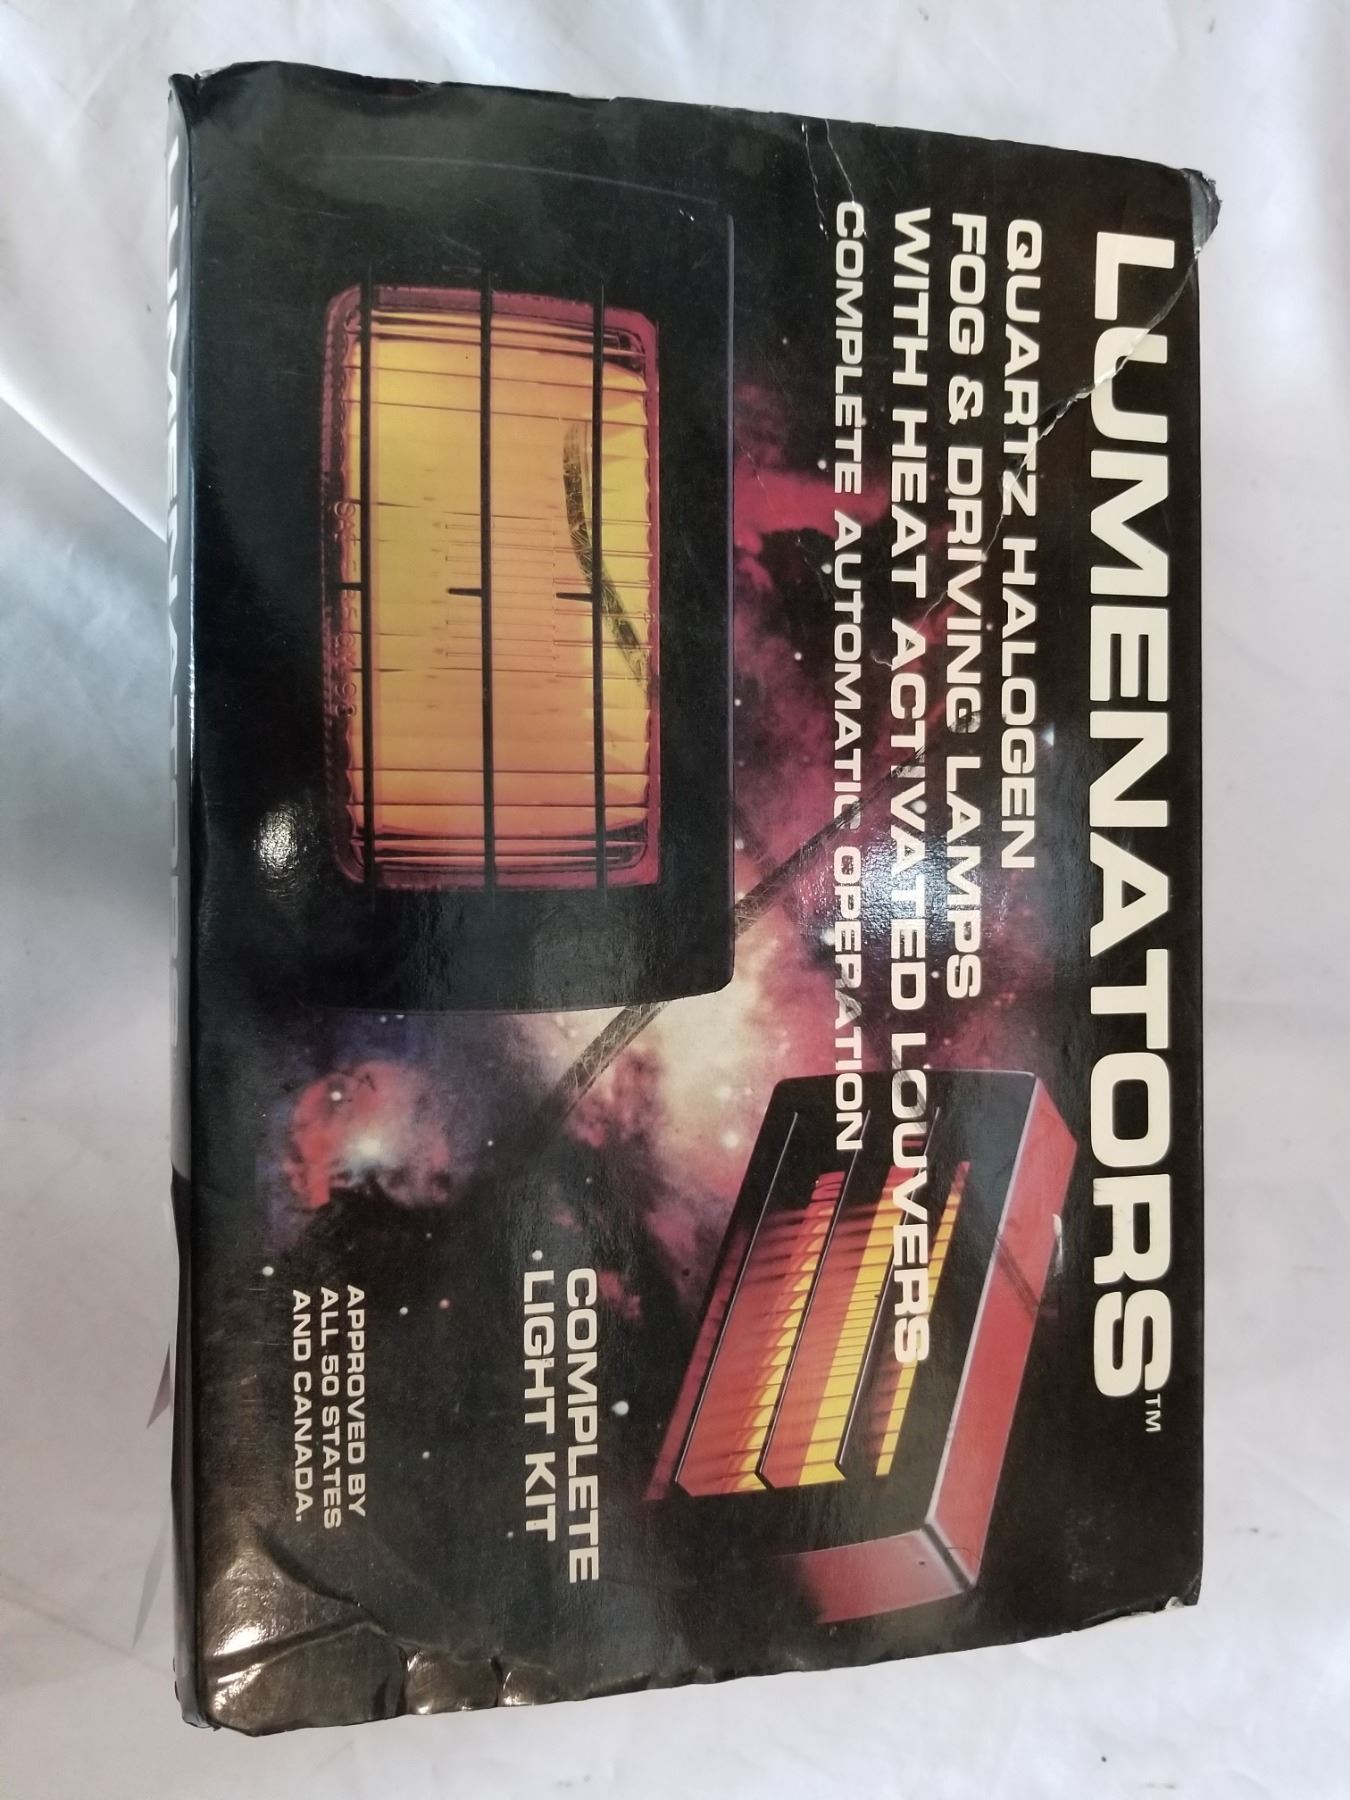 LUMENATORS™
QUARTZ HALOGEN
FOG & DRIVING LAMPS
WITH HEAT ACTIVATED LOUVERS
COMPLETE AUTOMATIC OPERATION
COMPLETE
LIGHT KIT
APPROVED BY
ALL 50 STATES
AND CANADA.
LUMENATORS